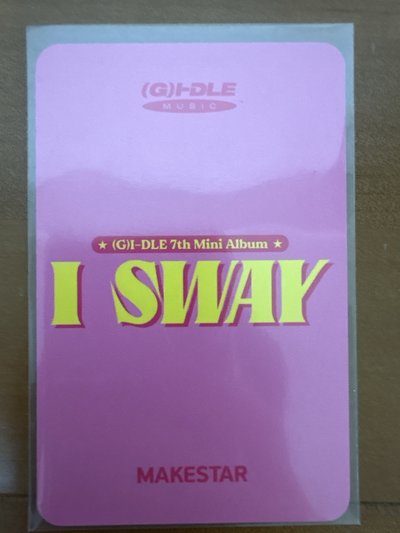 (G)I-DLE
MUSIC
★ (G)I-DLE 7th Mini Album ★
I SWAY
MAKESTAR